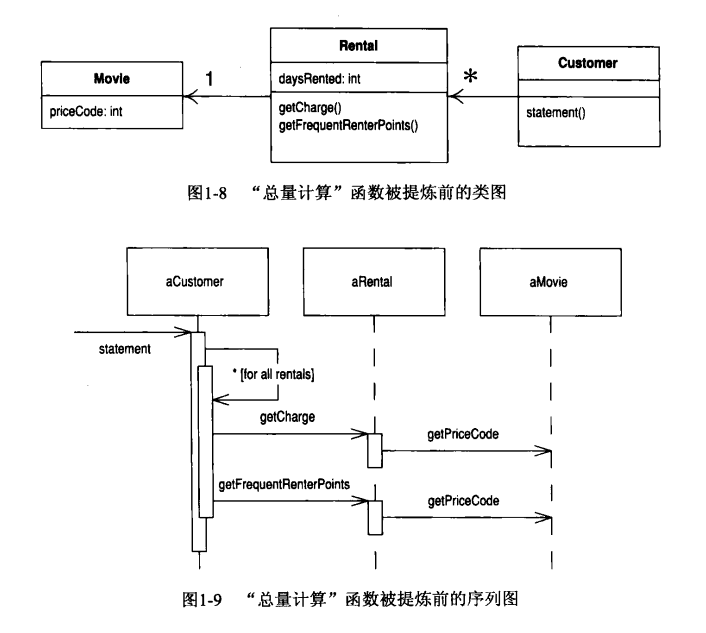 Movie
priceCode: int
1
Rental
daysRented: int
getCharge()
getFrequentRenterPoints()
*
Customer
statement()
图1-8 “总量计算”函数被提炼前的类图
aCustomer
aRental
aMovie
statement
* [for all rentals]
getCharge
getPriceCode
getFrequentRenterPoints
getPriceCode
图1-9 “总量计算”函数被提炼前的序列图